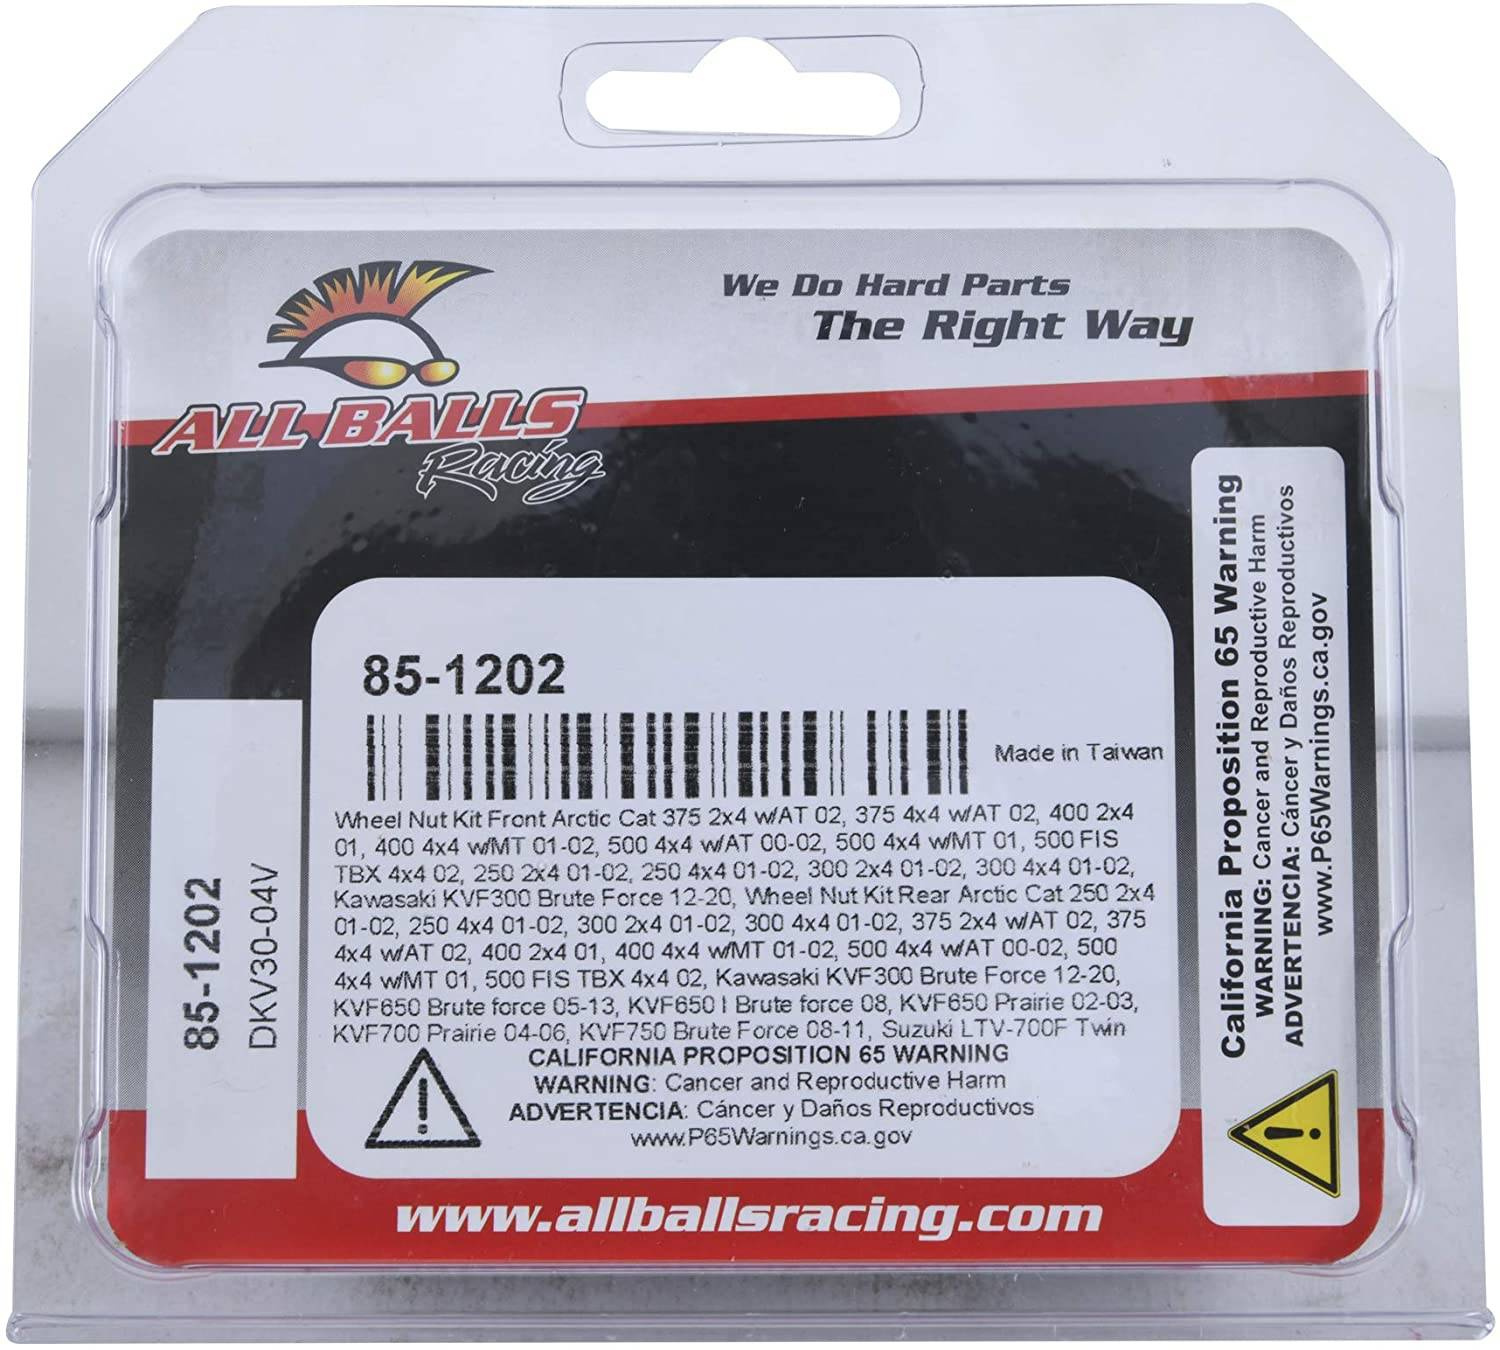 We Do Hard Parts
The Right Way
ALL BALLS
Racing
85-1202
Made in Taiwan
Wheel Nut Kit Front Arctic Cat 375 2x4 w/AT 02, 375 4x4 w/AT 02, 400 2x4
01, 400 4x4 w/MT 01-02, 500 4x4 w/AT 00-02, 500 4x4 w/MT 01, 500 FIS
TBX 4x4 02, 250 2x4 01-02, 250 4x4 01-02, 300 2x4 01-02, 300 4x4 01-02,
Kawasaki KVF300 Brute Force 12-20, Wheel Nut Kit Rear Arctic Cat 250 2x4
01-02, 250 4x4 01-02, 300 2x4 01-02, 300 4x4 01-02, 375 2x4 w/AT 02, 375
4x4 w/AT 02, 400 2x4 01, 400 4x4 w/MT 01-02, 500 4x4 w/AT 00-02, 500
4x4 w/MT 01, 500 FIS TBX 4x4 02, Kawasaki KVF300 Brute Force 12-20,
KVF650 Brute force 05-13, KVF650 I Brute force 08, KVF650 Prairie 02-03,
KVF700 Prairie 04-06, KVF750 Brute Force 08-11, Suzuki LTV-700F Twin
CALIFORNIA PROPOSITION 65 WARNING
WARNING: Cancer and Reproductive Harm
ADVERTENCIA: Cáncer y Daños Reproductivos
www.P65Warnings.ca.gov
85-1202
DKV30-04V
California Proposition 65 Warning
WARNING: Cancer and Reproductive Harm
ADVERTENCIA: Cáncer y Daños Reproductivos
www.P65Warnings.ca.gov
www.allballsracing.com